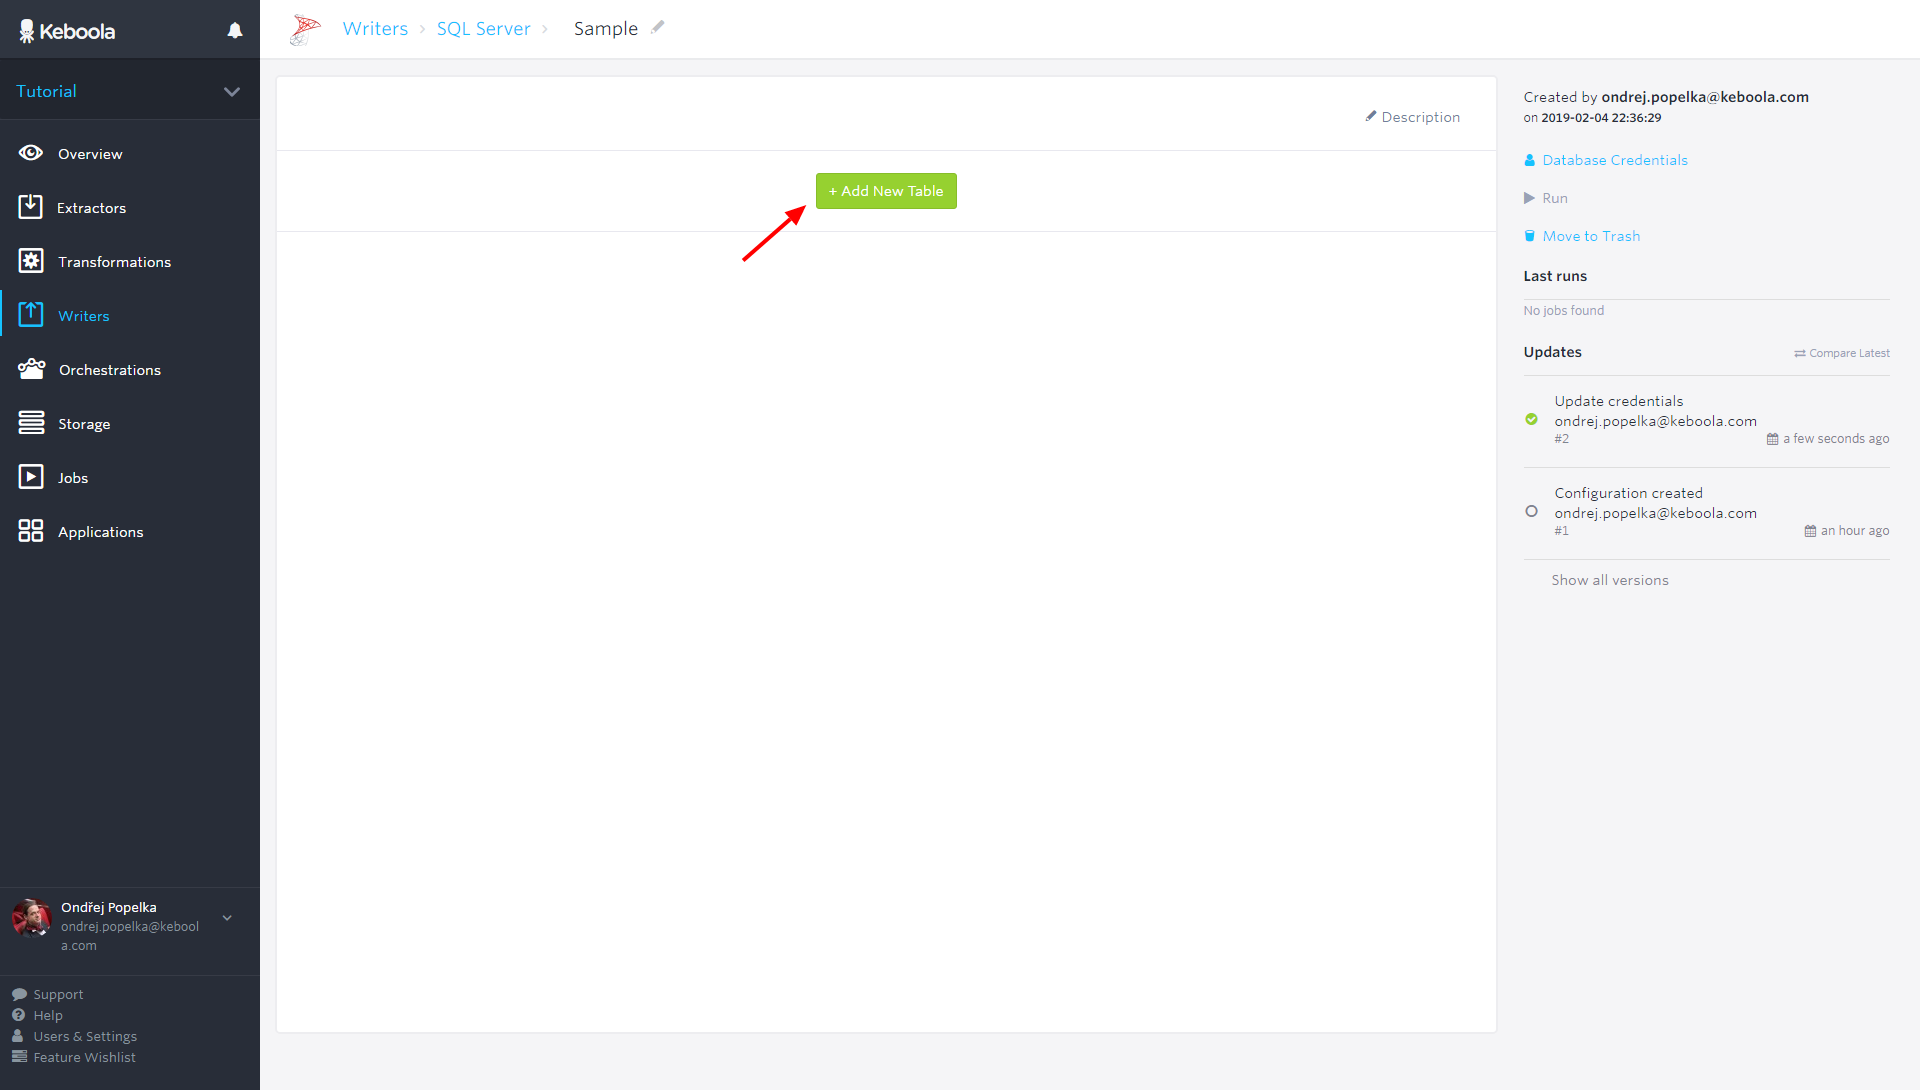 Keboola
Tutorial
Overview
Extractors
Transformations
Writers
Orchestrations
Storage
Jobs
Applications
Ondřej Popelka
ondrej.popelka@kebool
a.com
Support
Help
Users & Settings
Feature Wishlist
Writers › SQL Server › Sample
Description
+ Add New Table
Created by ondrej.popelka@keboola.com
on 2019-02-04 22:36:29
Database Credentials
Run
Move to Trash
Last runs
No jobs found
Updates Compare Latest
Update credentials
ondrej.popelka@keboola.com
#2 a few seconds ago
Configuration created
ondrej.popelka@keboola.com
#1 an hour ago
Show all versions